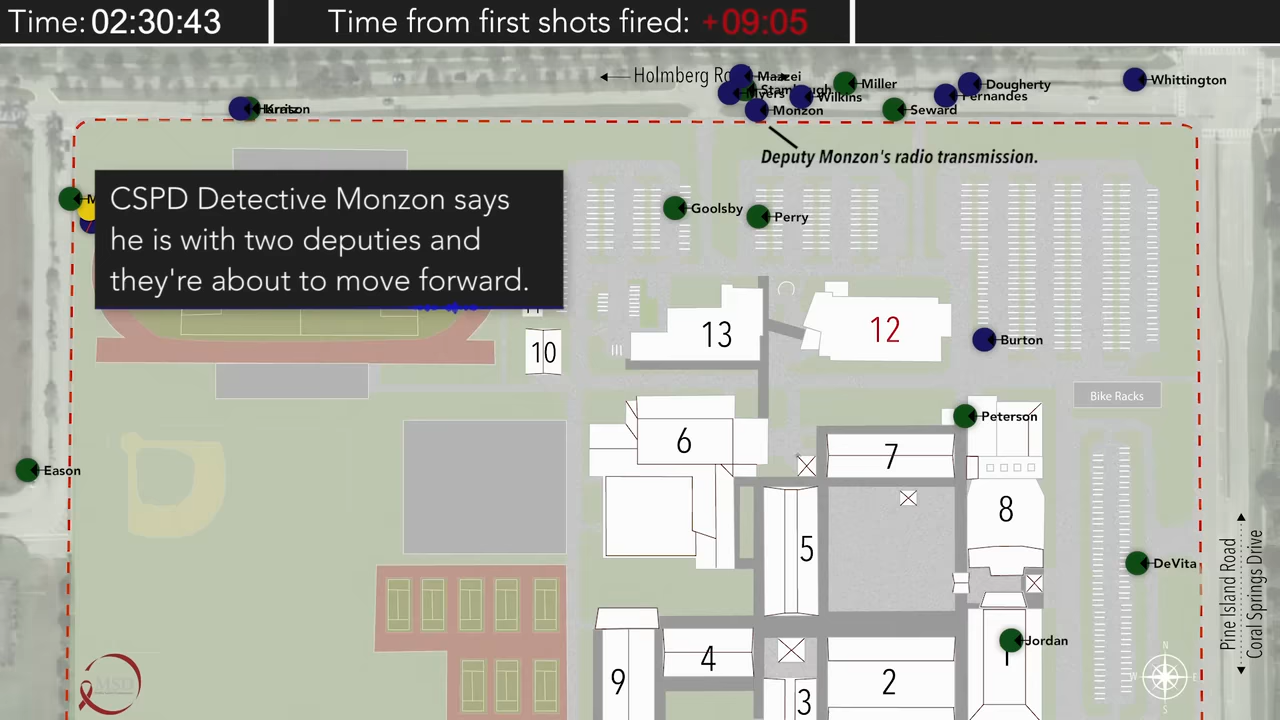 Time: 02:30:43
Time from first shots fired: +09:05
Holmberg Ro
Mazzei
Miller
Dougherty
Whittington
Myers
Wilkins
Fernandes
Monzon
Seward
Deputy Monzon's radio transmission.
CSPD Detective Monzon says
he is with two deputies and
they're about to move forward.
Goolsby
Perry
13
12
10
Burton
Bike Racks
Peterson
6
7
Eason
8
5
DeVita
Pine Island Road
Coral Springs Drive
Jordan
1
4
9
2
3
MSD
N
W
E
S